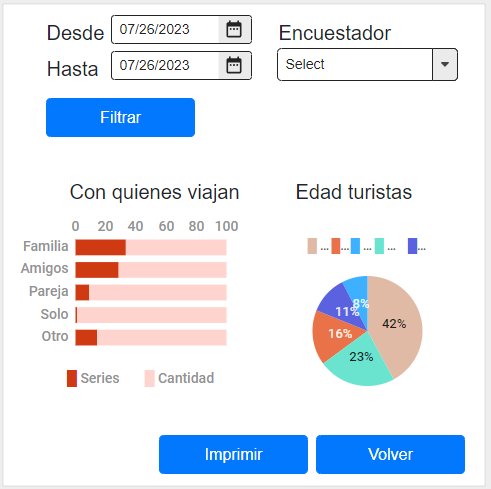 Desde 07/26/2023 Encuestador
Hasta 07/26/2023 Select
Filtrar
Con quienes viajan Edad turistas
0 20 40 60 80 100
Familia
Amigos
Pareja
Solo
Otro
Series Cantidad
... ... ... ... ...
8%
11% 42%
16%
23%
Imprimir Volver